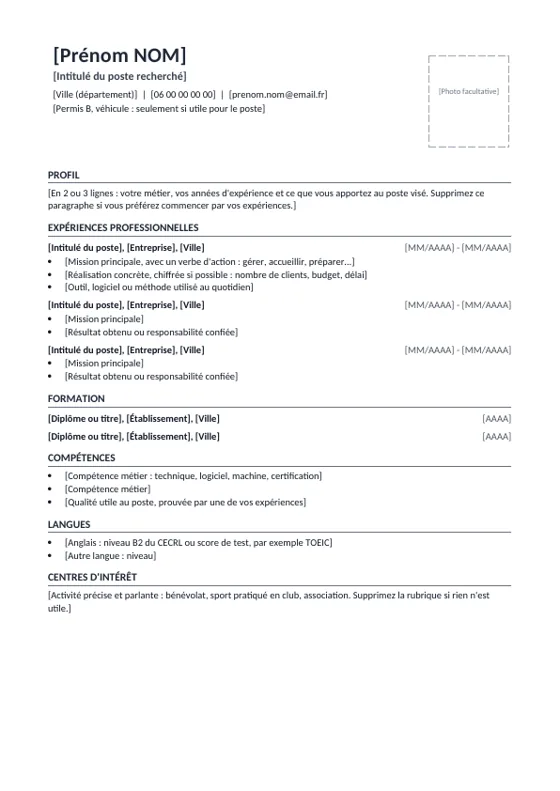 [Prénom NOM]
[Intitulé du poste recherché]
[Ville (département)] | [06 00 00 00 00] | [prenom.nom@email.fr]
[Permis B, véhicule : seulement si utile pour le poste]
[Photo facultative]
PROFIL
[En 2 ou 3 lignes : votre métier, vos années d'expérience et ce que vous apportez au poste visé. Supprimez ce
paragraphe si vous préférez commencer par vos expériences.]
EXPÉRIENCES PROFESSIONNELLES
[Intitulé du poste], [Entreprise], [Ville] [MM/AAAA] - [MM/AAAA]
• [Mission principale, avec un verbe d'action : gérer, accueillir, préparer...]
• [Réalisation concrète, chiffrée si possible : nombre de clients, budget, délai]
• [Outil, logiciel ou méthode utilisé au quotidien]
[Intitulé du poste], [Entreprise], [Ville] [MM/AAAA] - [MM/AAAA]
• [Mission principale]
• [Résultat obtenu ou responsabilité confiée]
[Intitulé du poste], [Entreprise], [Ville] [MM/AAAA] - [MM/AAAA]
• [Mission principale]
• [Résultat obtenu ou responsabilité confiée]
FORMATION
[Diplôme ou titre], [Établissement], [Ville] [AAAA]
[Diplôme ou titre], [Établissement], [Ville] [AAAA]
COMPÉTENCES
• [Compétence métier : technique, logiciel, machine, certification]
• [Compétence métier]
• [Qualité utile au poste, prouvée par une de vos expériences]
LANGUES
• [Anglais : niveau B2 du CECRL ou score de test, par exemple TOEIC]
• [Autre langue : niveau]
CENTRES D'INTÉRÊT
[Activité précise et parlante : bénévolat, sport pratiqué en club, association. Supprimez la rubrique si rien n'est
utile.]